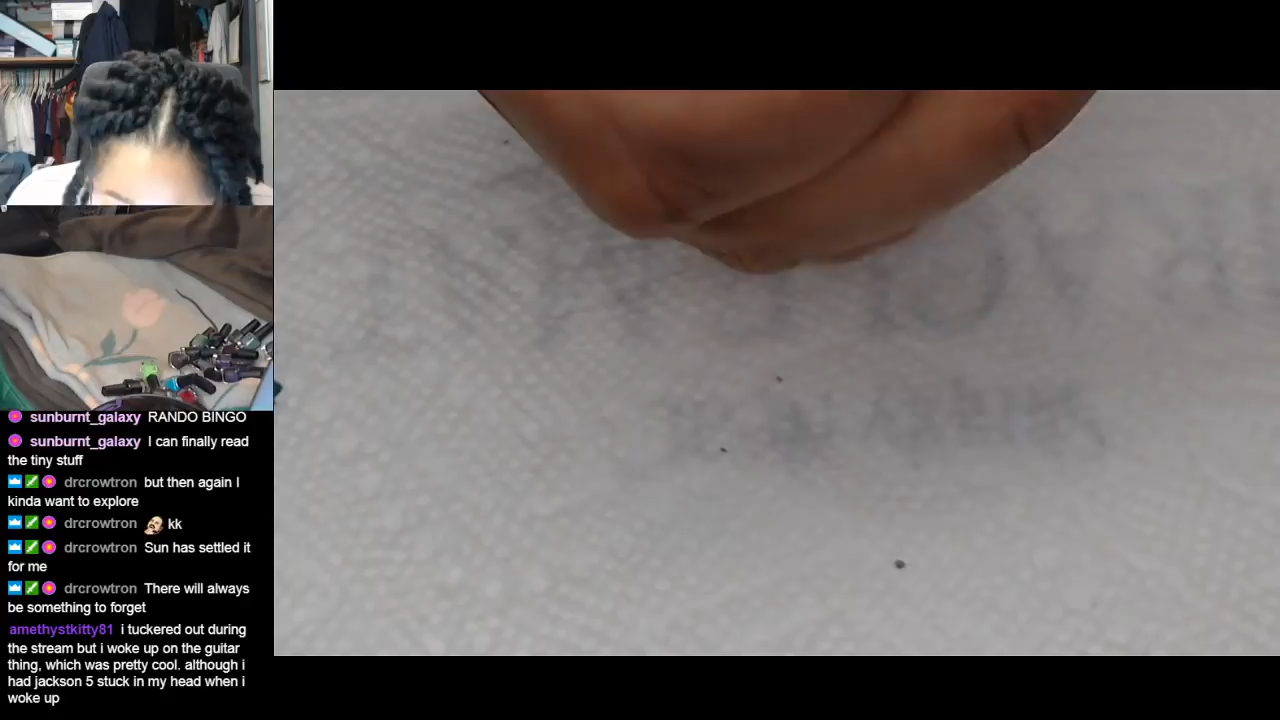 sunburnt_galaxy RANDO BINGO
sunburnt_galaxy I can finally read
the tiny stuff
drcrowtron but then again I
kinda want to explore
drcrowtron kk
drcrowtron Sun has settled it
for me
drcrowtron There will always
be something to forget
amethystkitty81 i tuckered out during
the stream but i woke up on the guitar
thing, which was pretty cool. although i
had jackson 5 stuck in my head when i
woke up